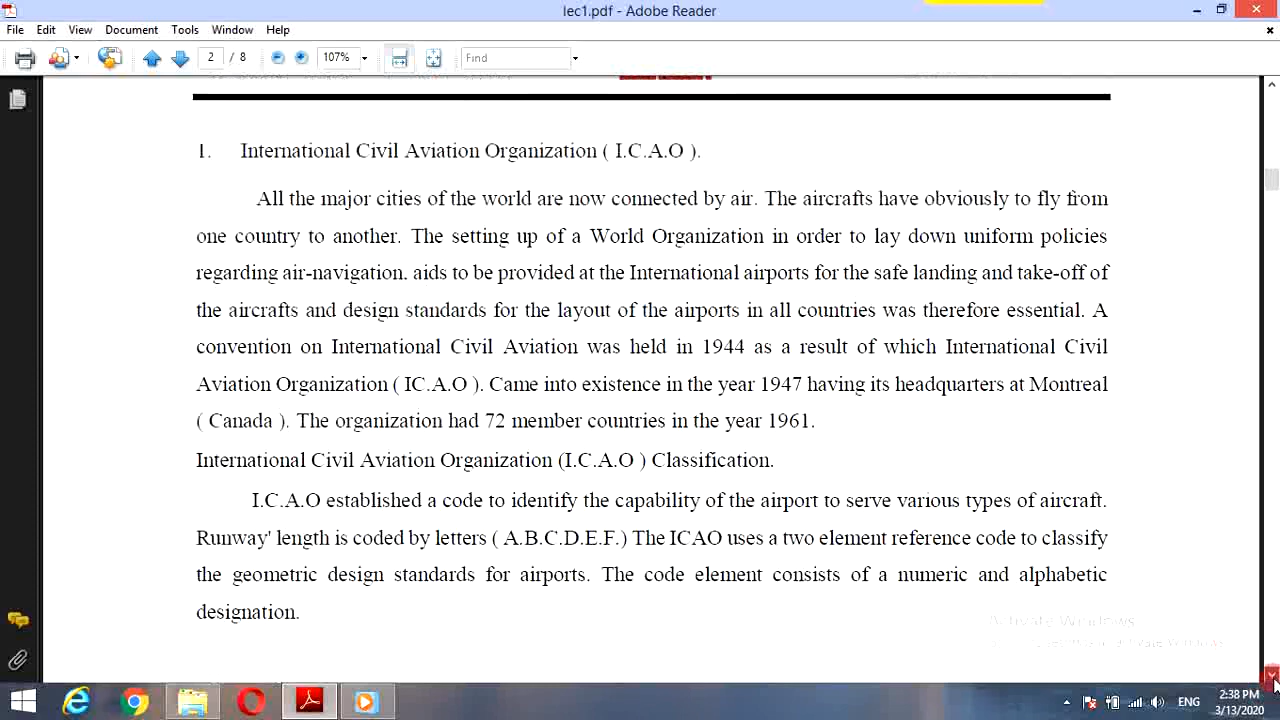 lec1.pdf - Adobe Reader
File Edit View Document Tools Window Help
2 / 8 107% Find
1. International Civil Aviation Organization ( I.C.A.O ).
All the major cities of the world are now connected by air. The aircrafts have obviously to fly from
one country to another. The setting up of a World Organization in order to lay down uniform policies
regarding air-navigation, aids to be provided at the International airports for the safe landing and take-off of
the aircrafts and design standards for the layout of the airports in all countries was therefore essential. A
convention on International Civil Aviation was held in 1944 as a result of which International Civil
Aviation Organization ( IC.A.O ). Came into existence in the year 1947 having its headquarters at Montreal
( Canada ). The organization had 72 member countries in the year 1961.
International Civil Aviation Organization (I.C.A.O ) Classification.
I.C.A.O established a code to identify the capability of the airport to serve various types of aircraft.
Runway' length is coded by letters ( A.B.C.D.E.F.) The ICAO uses a two element reference code to classify
the geometric design standards for airports. The code element consists of a numeric and alphabetic
designation.
Activate Windows
ENG
2:38 PM
3/13/2020